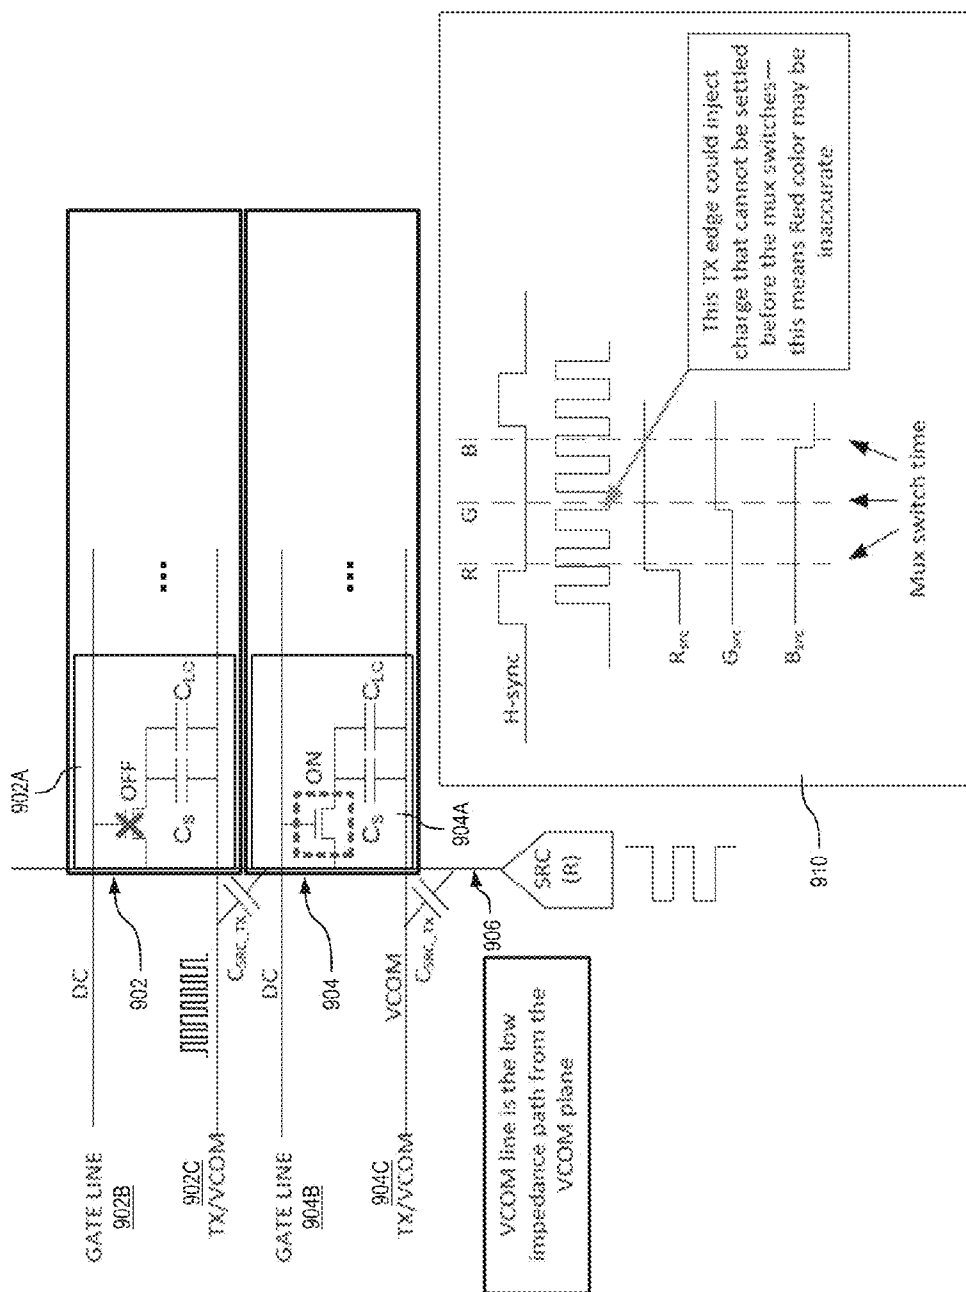 GATE LINE
902B
DC
902
902A
OFF
C_S
C_LC
902C
TX/VCOM
C_SRC_TX
GATE LINE
904B
DC
904
ON
C_S
C_LC
904A
904C
TX/VCOM
VCOM
C_SRC_TX
906
SRC
(R)
VCOM line is the low
impedance path from the
VCOM plane
910
H-sync
R
G
B
R_SRC
G_SRC
B_SRC
Mux switch time
This TX edge could inject
charge that cannot be settled
before the mux switches—
this means Red color may be
inaccurate